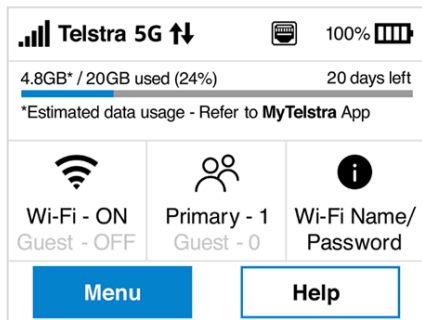 Telstra 5G 100%
4.8GB* / 20GB used (24%) 20 days left
*Estimated data usage - Refer to MyTelstra App
Wi-Fi - ON Primary - 1 Wi-Fi Name/
Guest - OFF Guest - 0 Password
Menu Help